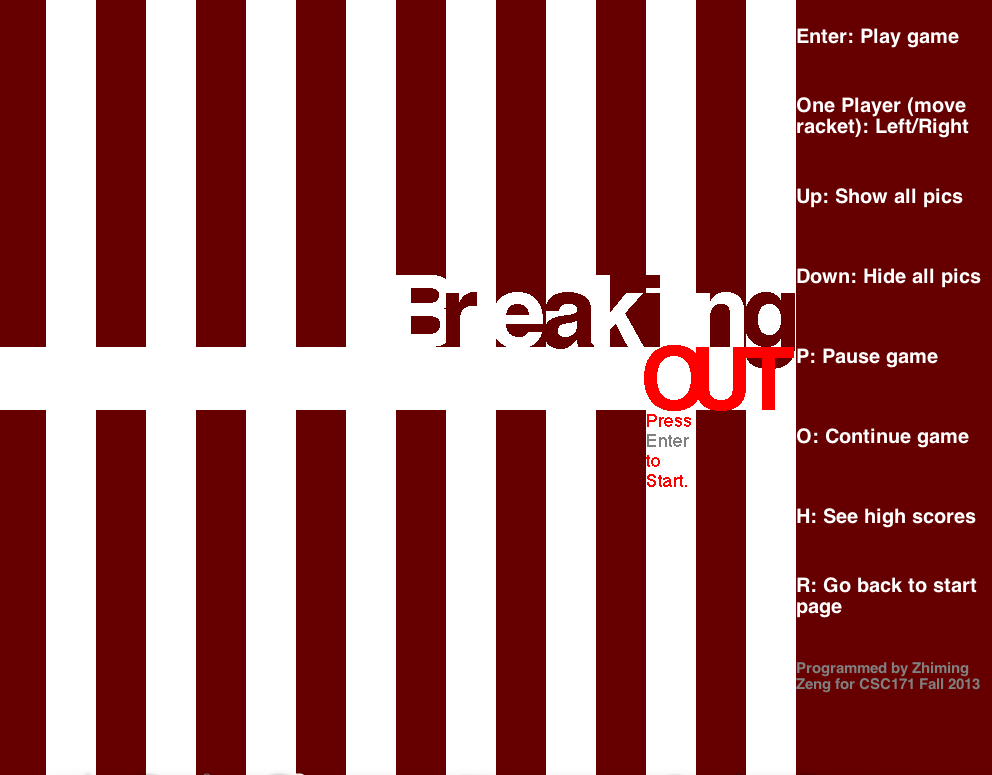 Breaking
OUT
Press
Enter
to
Start.
Enter: Play game
One Player (move
racket): Left/Right
Up: Show all pics
Down: Hide all pics
P: Pause game
O: Continue game
H: See high scores
R: Go back to start
page
Programmed by Zhiming
Zeng for CSC171 Fall 2013